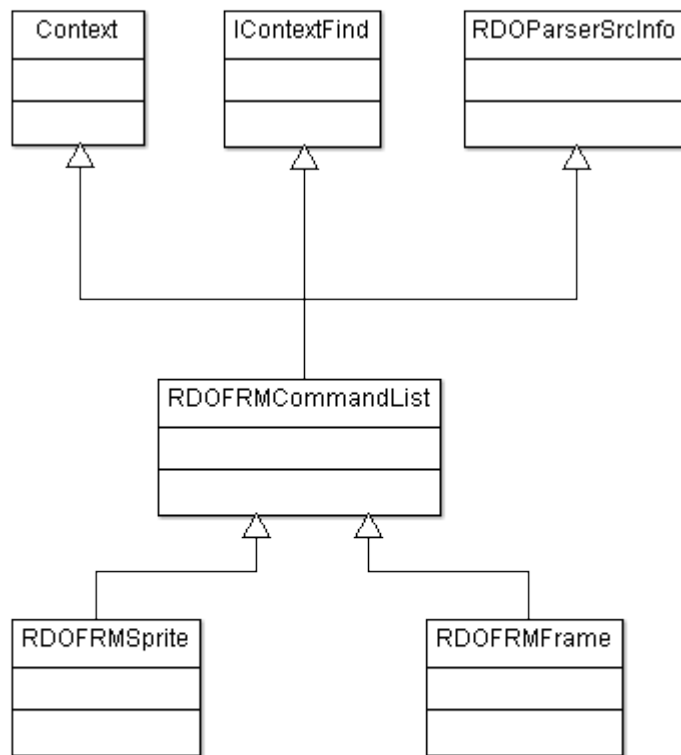 Context
IContextFind
RDOParserSrcInfo
RDOFRMCommandList
RDOFRMSprite
RDOFRMFrame